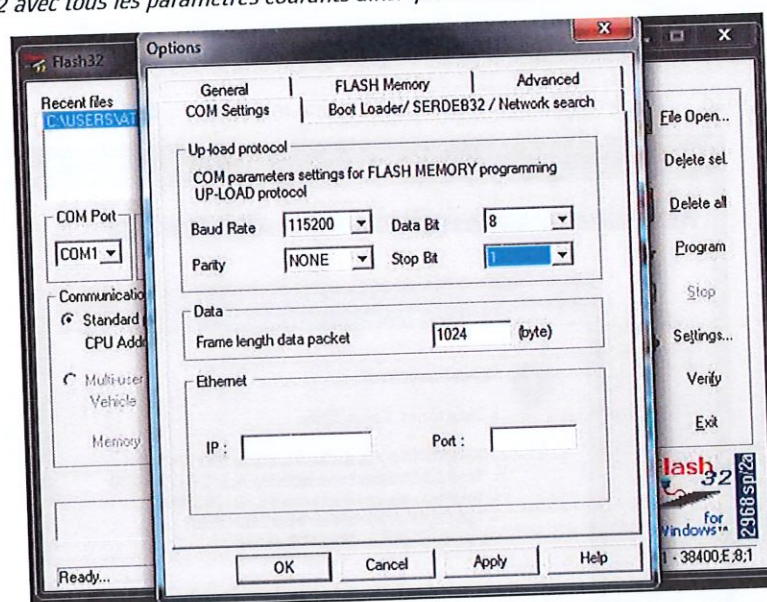 2 avec tous les paramètres courants
Flash32
Options
X
X
General
FLASH Memory
Advanced
COM Settings
Boot Loader/ SERDEB32 / Network search
Recent files
C:\USERS\AT
File Open...
Delete sel.
Delete all
Program
Stop
Settings...
Verify
Exit
Up-load protocol
COM parameters settings for FLASH MEMORY programming
UP-LOAD protocol
Baud Rate 115200 Data Bit 8
Parity NONE Stop Bit 1
COM Port
COM1
Communicatio
Standard
CPU Add
Multi-user
Vehicle
Memory
Data
Frame length data packet 1024 (byte)
Ethernet
IP : Port :
OK Cancel Apply Help
Ready...
lash
32
for
Windows™
2968sp/2a
1 - 38400,E,8;1